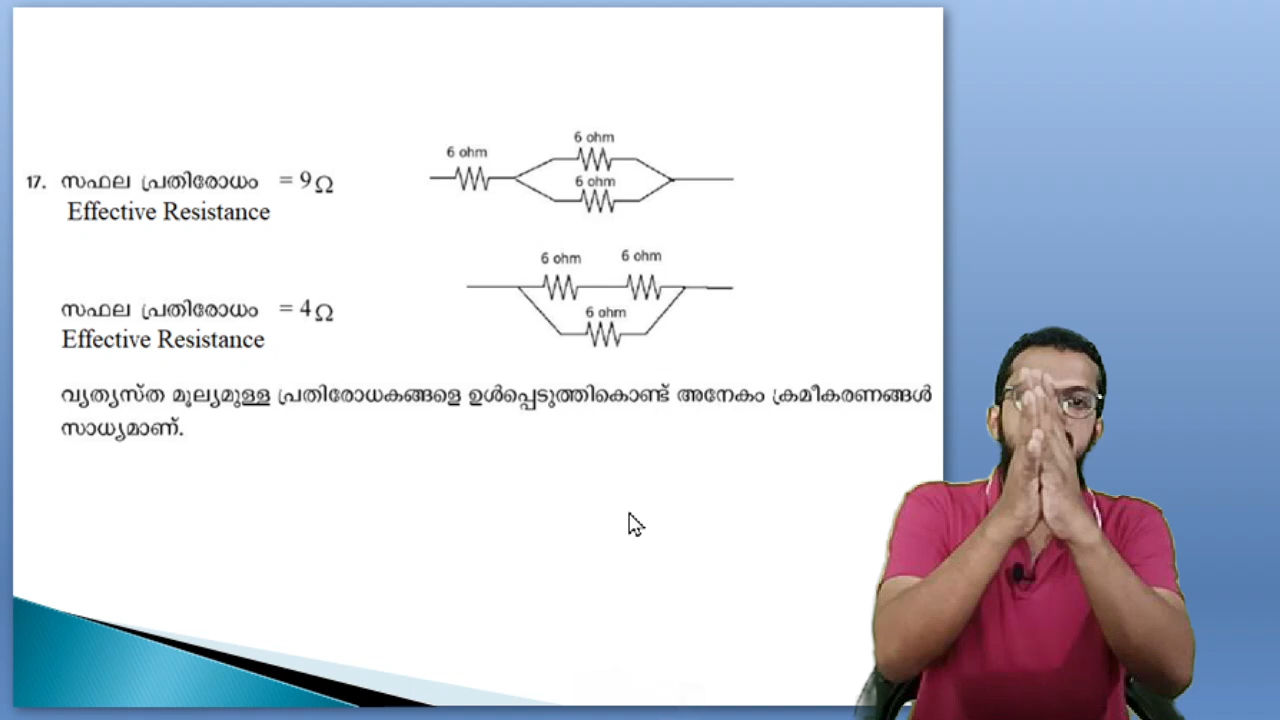 17. സഫല പ്രതിരോധം = 9Ω
Effective Resistance
6 ohm
6 ohm
6 ohm
സഫല പ്രതിരോധം = 4Ω
Effective Resistance
6 ohm 6 ohm
6 ohm
വ്യത്യസ്ത മൂല്യമുള്ള പ്രതിരോധകങ്ങളെ ഉൾപ്പെടുത്തികൊണ്ട് അനേകം ക്രമീകരണങ്ങൾ
സാധ്യമാണ്.